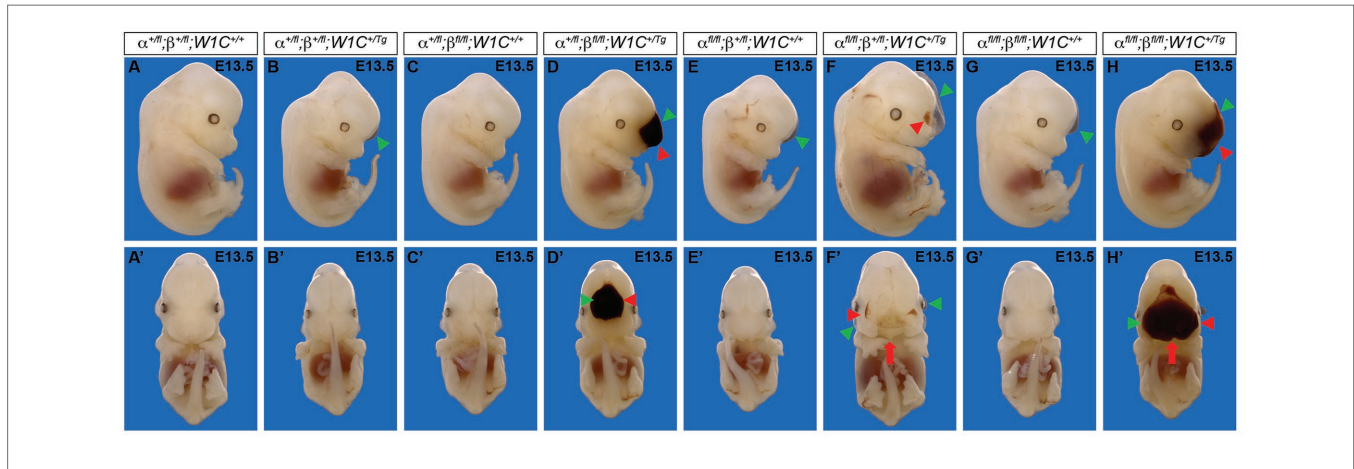 α+/fl;β+/fl;W1C+/+ α+/fl;β+/fl;W1C+/Tg α+/fl;βfl/fl;W1C+/+ α+/fl;βfl/fl;W1C+/Tg αfl/fl;β+/fl;W1C+/+ αfl/fl;β+/fl;W1C+/Tg αfl/fl;βfl/fl;W1C+/+ αfl/fl;βfl/fl;W1C+/Tg
A E13.5 B E13.5 C E13.5 D E13.5 E E13.5 F E13.5 G E13.5 H E13.5
A' E13.5 B' E13.5 C' E13.5 D' E13.5 E' E13.5 F' E13.5 G' E13.5 H' E13.5